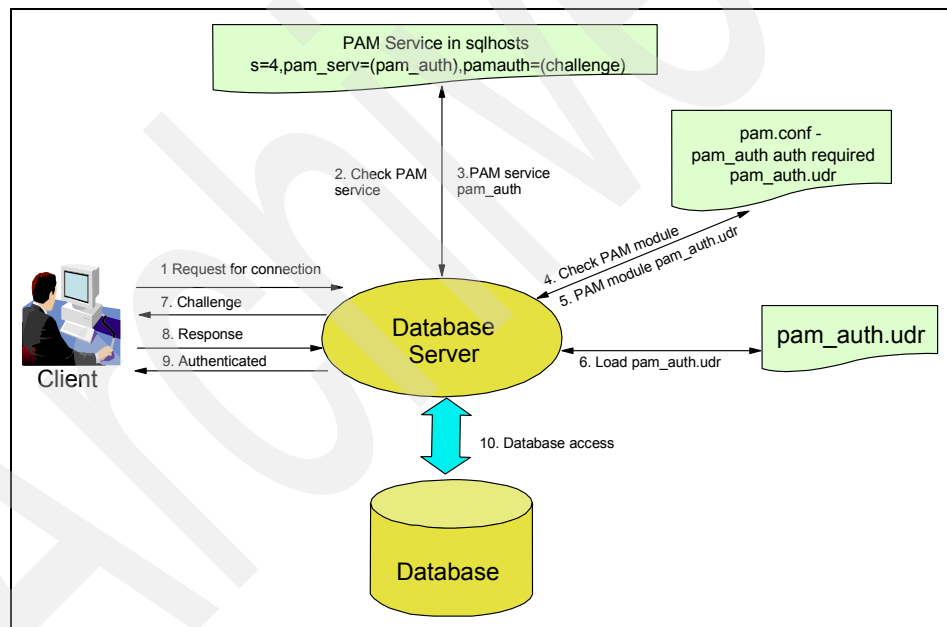 PAM Service in sqlhosts
s=4,pam_serv=(pam_auth),pamauth=(challenge)
pam.conf -
pam_auth auth required
pam_auth.udr
2. Check PAM
service
3.PAM service
pam_auth
4. Check PAM module
5. PAM module pam_auth.udr
1 Request for connection
7. Challenge
8. Response
9. Authenticated
Client
Database
Server
6. Load pam_auth.udr
pam_auth.udr
10. Database access
Database